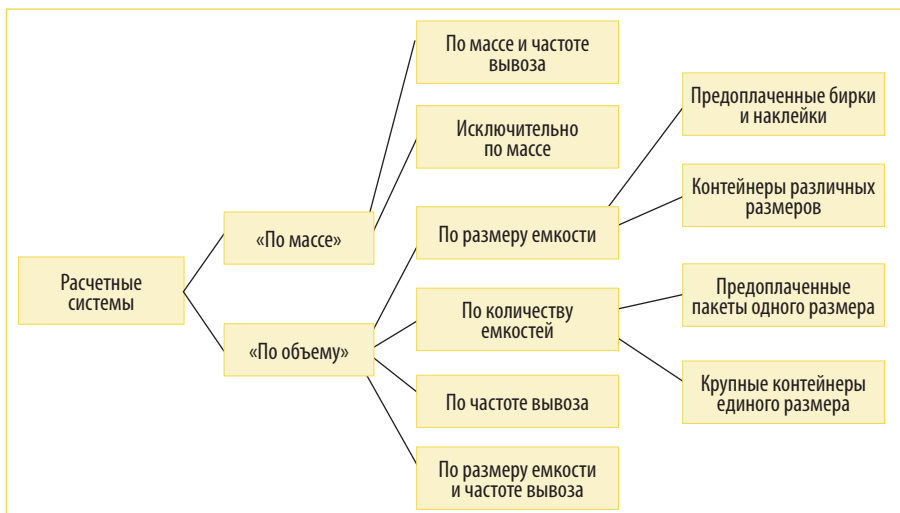 Расчетные
системы
«По массе»
«По объему»
По массе и частоте
вывоза
Исключительно
по массе
По размеру емкости
По количеству
емкостей
По частоте вывоза
По размеру емкости
и частоте вывоза
Предоплаченные бирки
и наклейки
Контейнеры различных
размеров
Предоплаченные
пакеты одного размера
Крупные контейнеры
единого размера